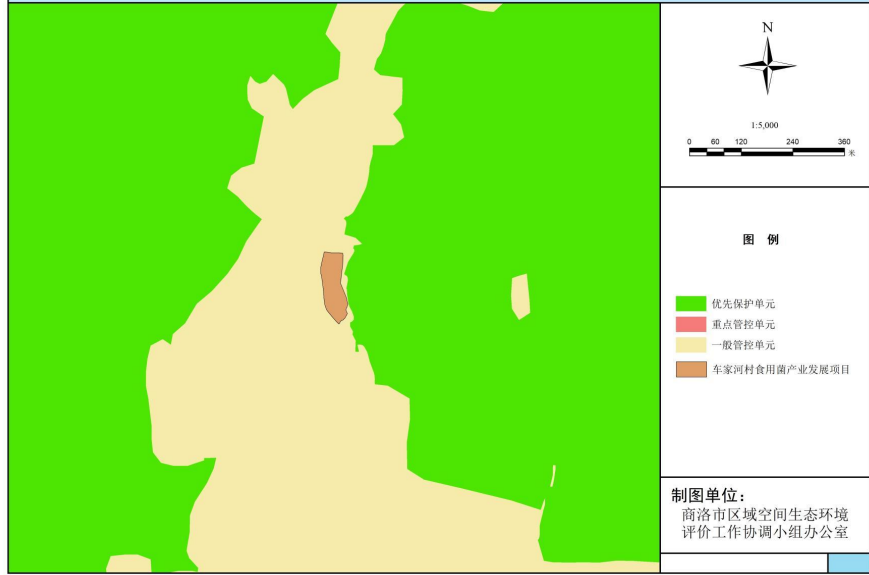 N
1:5,000
0 60 120 240 360
米
图 例
优先保护单元
重点管控单元
一般管控单元
车家河村食用菌产业发展项目
制图单位：
商洛市区域空间生态环境
评价工作协调小组办公室